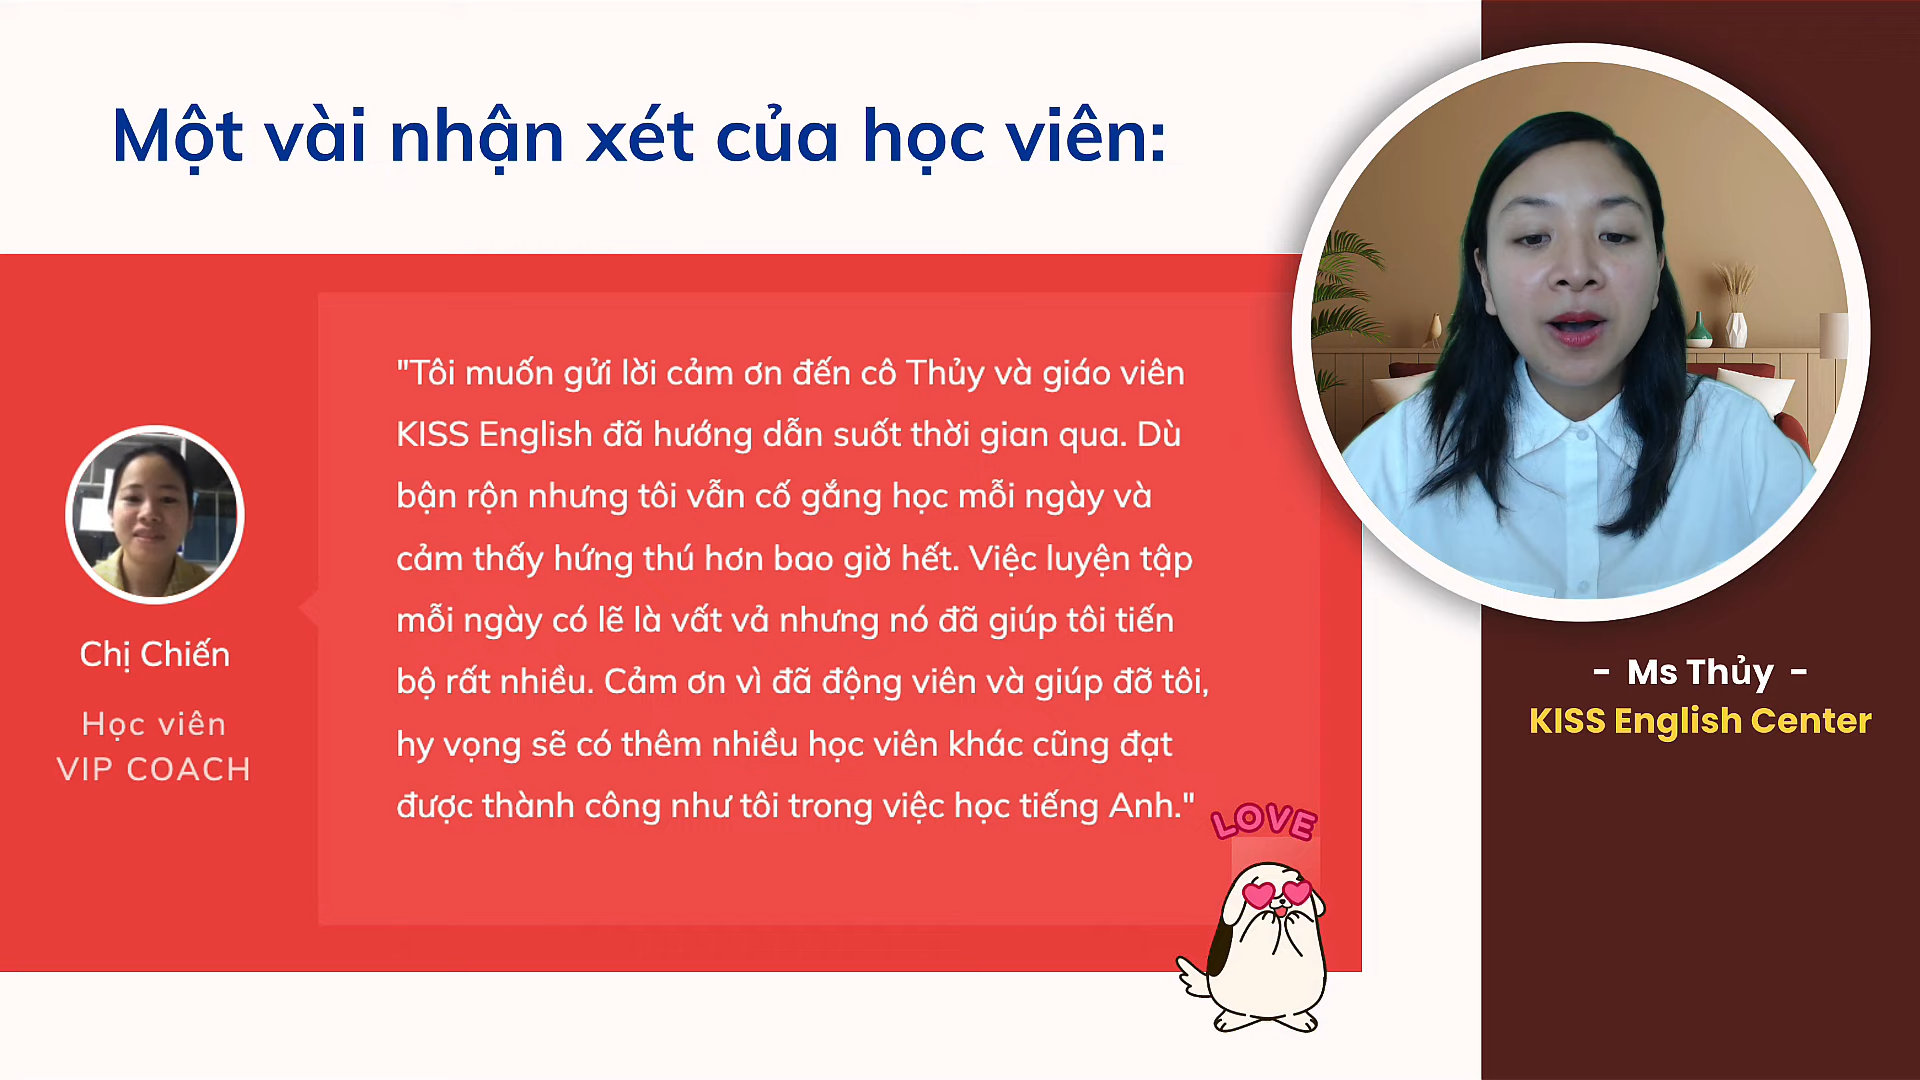 Một vài nhận xét của học viên:
"Tôi muốn gửi lời cảm ơn đến cô Thủy và giáo viên
KISS English đã hướng dẫn suốt thời gian qua. Dù
bận rộn nhưng tôi vẫn cố gắng học mỗi ngày và
cảm thấy hứng thú hơn bao giờ hết. Việc luyện tập
mỗi ngày có lẽ là vất vả nhưng nó đã giúp tôi tiến
bộ rất nhiều. Cảm ơn vì đã động viên và giúp đỡ tôi,
hy vọng sẽ có thêm nhiều học viên khác cũng đạt
được thành công như tôi trong việc học tiếng Anh."
Chị Chiến
Học viên
VIP COACH
LOVE
- Ms Thủy -
KISS English Center